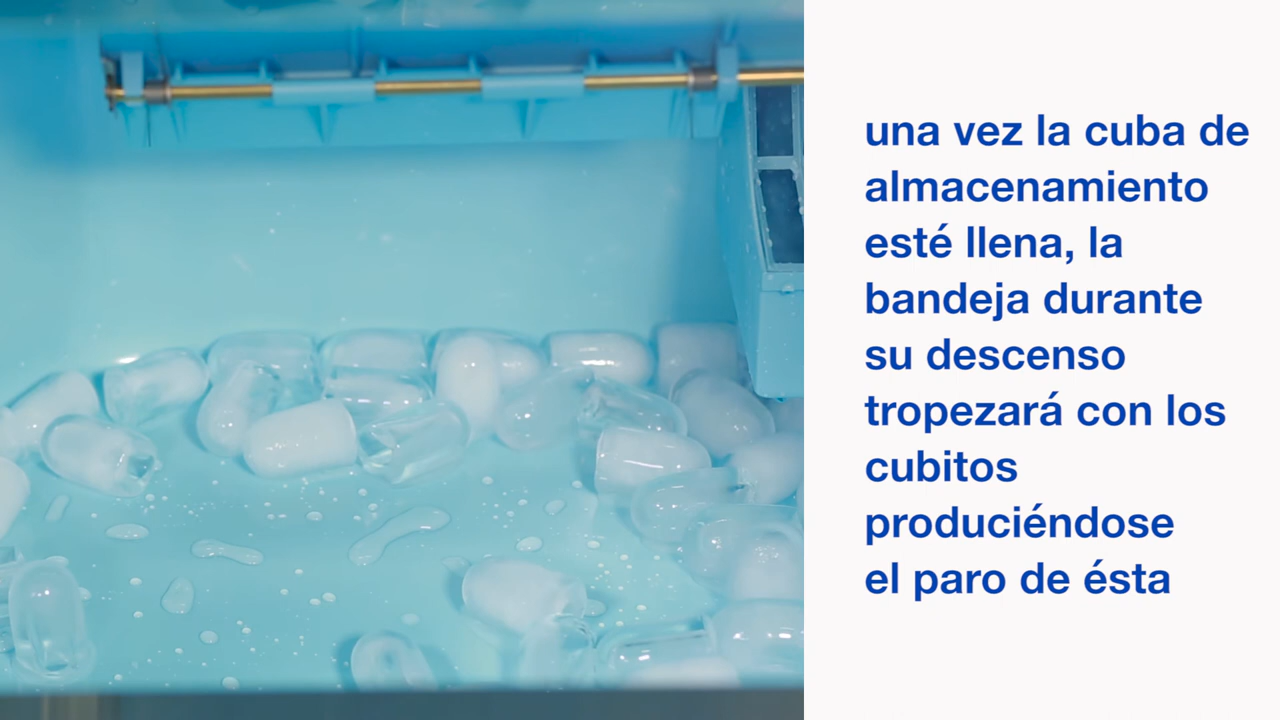 una vez la cuba de
almacenamiento
esté llena, la
bandeja durante
su descenso
tropezará con los
cubitos
produciéndose
el paro de ésta